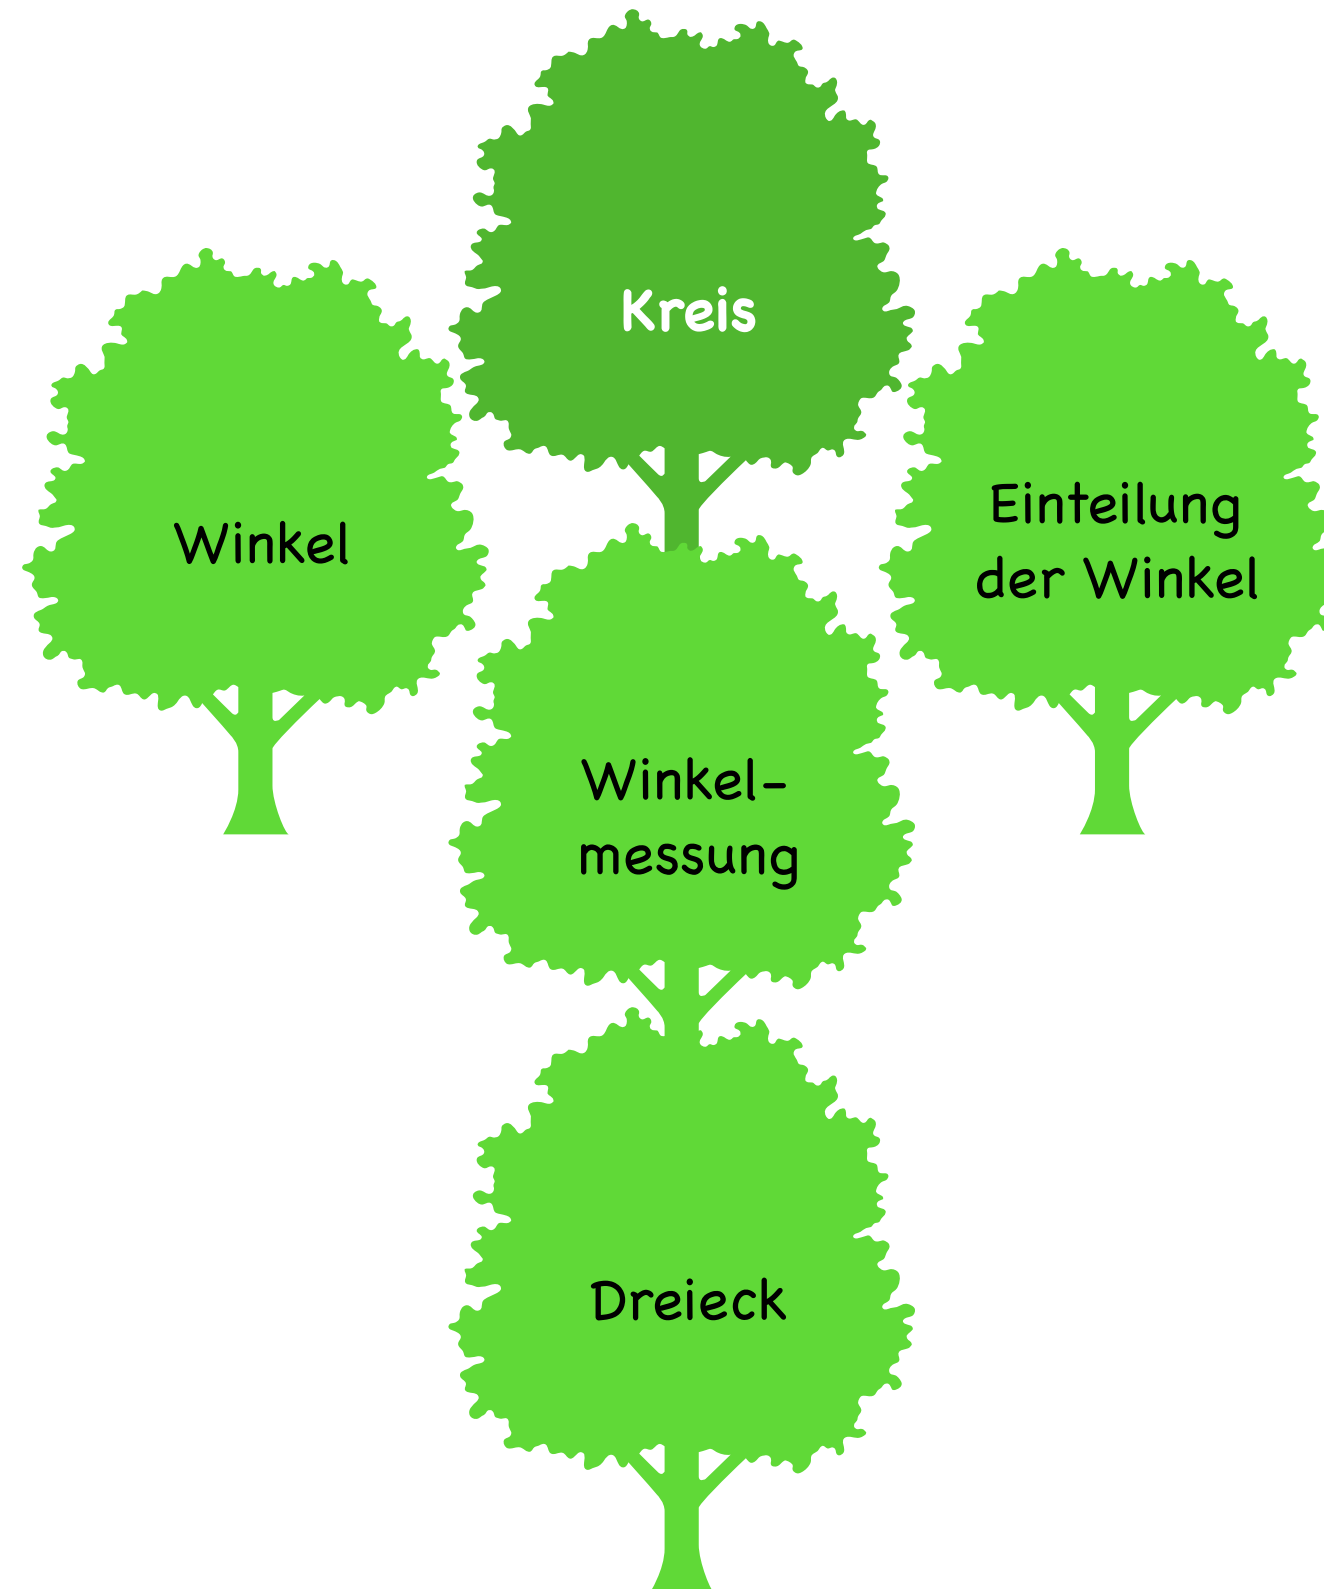 Kreis
Winkel
Einteilung
der Winkel
Winkel-
messung
Dreieck